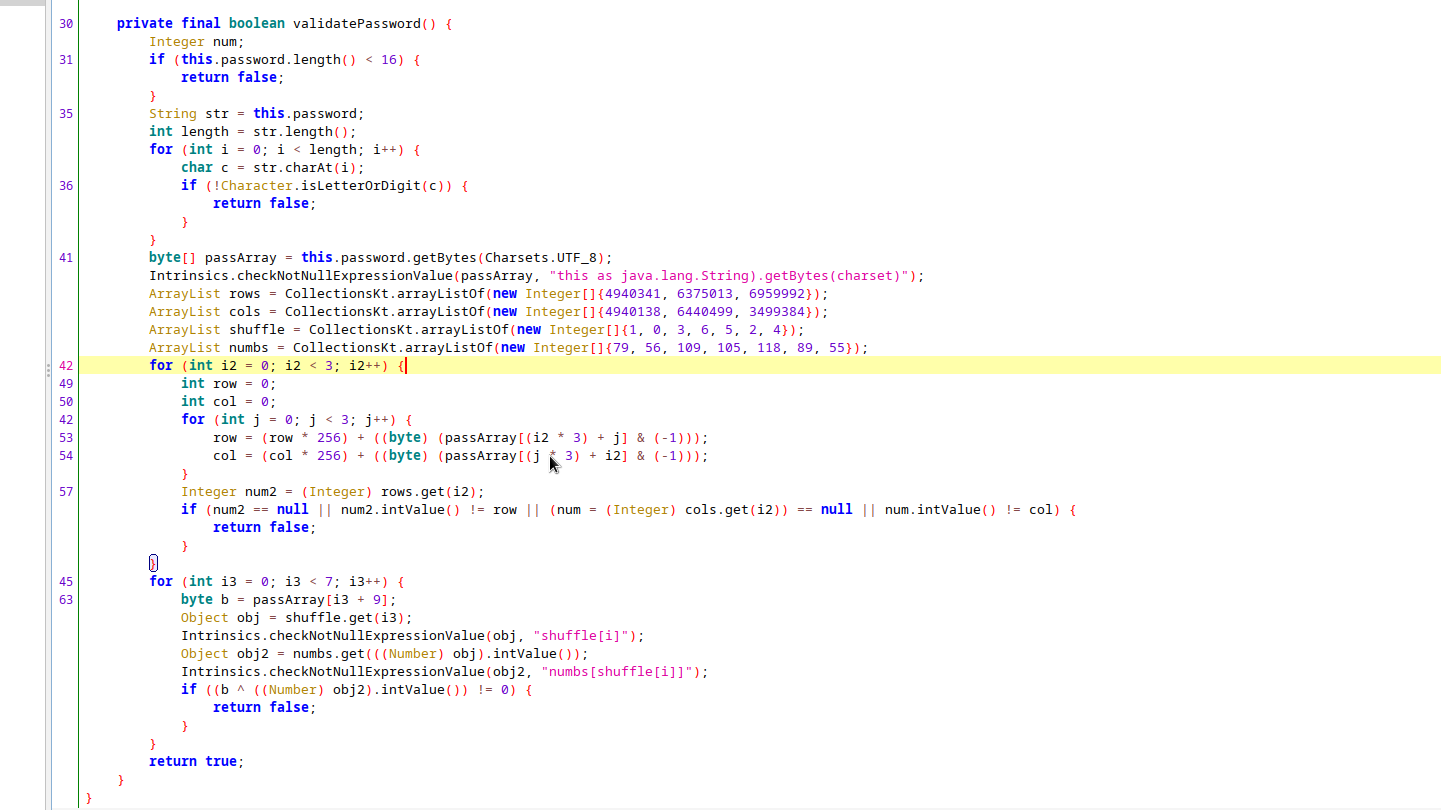 30 private final boolean validatePassword() {
Integer num;
31 if (this.password.length() < 16) {
return false;
}
35 String str = this.password;
int length = str.length();
for (int i = 0; i < length; i++) {
char c = str.charAt(i);
36 if (!Character.isLetterOrDigit(c)) {
return false;
}
}
41 byte[] passArray = this.password.getBytes(Charsets.UTF_8);
Intrinsics.checkNotNullExpressionValue(passArray, "this as java.lang.String).getBytes(charset)");
ArrayList rows = CollectionsKt.arrayListOf(new Integer[]{4940341, 6375013, 6959992});
ArrayList cols = CollectionsKt.arrayListOf(new Integer[]{4940138, 6440499, 3499384});
ArrayList shuffle = CollectionsKt.arrayListOf(new Integer[]{1, 0, 3, 6, 5, 2, 4});
ArrayList numbs = CollectionsKt.arrayListOf(new Integer[]{79, 56, 109, 105, 118, 89, 55});
42 for (int i2 = 0; i2 < 3; i2++) {
49 int row = 0;
50 int col = 0;
42 for (int j = 0; j < 3; j++) {
53 row = (row * 256) + ((byte) (passArray[(i2 * 3) + j] & (-1)));
54 col = (col * 256) + ((byte) (passArray[(j * 3) + i2] & (-1)));
}
57 Integer num2 = (Integer) rows.get(i2);
if (num2 == null || num2.intValue() != row || (num = (Integer) cols.get(i2)) == null || num.intValue() != col) {
return false;
}
}
45 for (int i3 = 0; i3 < 7; i3++) {
63 byte b = passArray[i3 + 9];
Object obj = shuffle.get(i3);
Intrinsics.checkNotNullExpressionValue(obj, "shuffle[i]");
Object obj2 = numbs.get(((Number) obj).intValue());
Intrinsics.checkNotNullExpressionValue(obj2, "numbs[shuffle[i]]");
if ((b ^ ((Number) obj2).intValue()) != 0) {
return false;
}
}
return true;
}
}